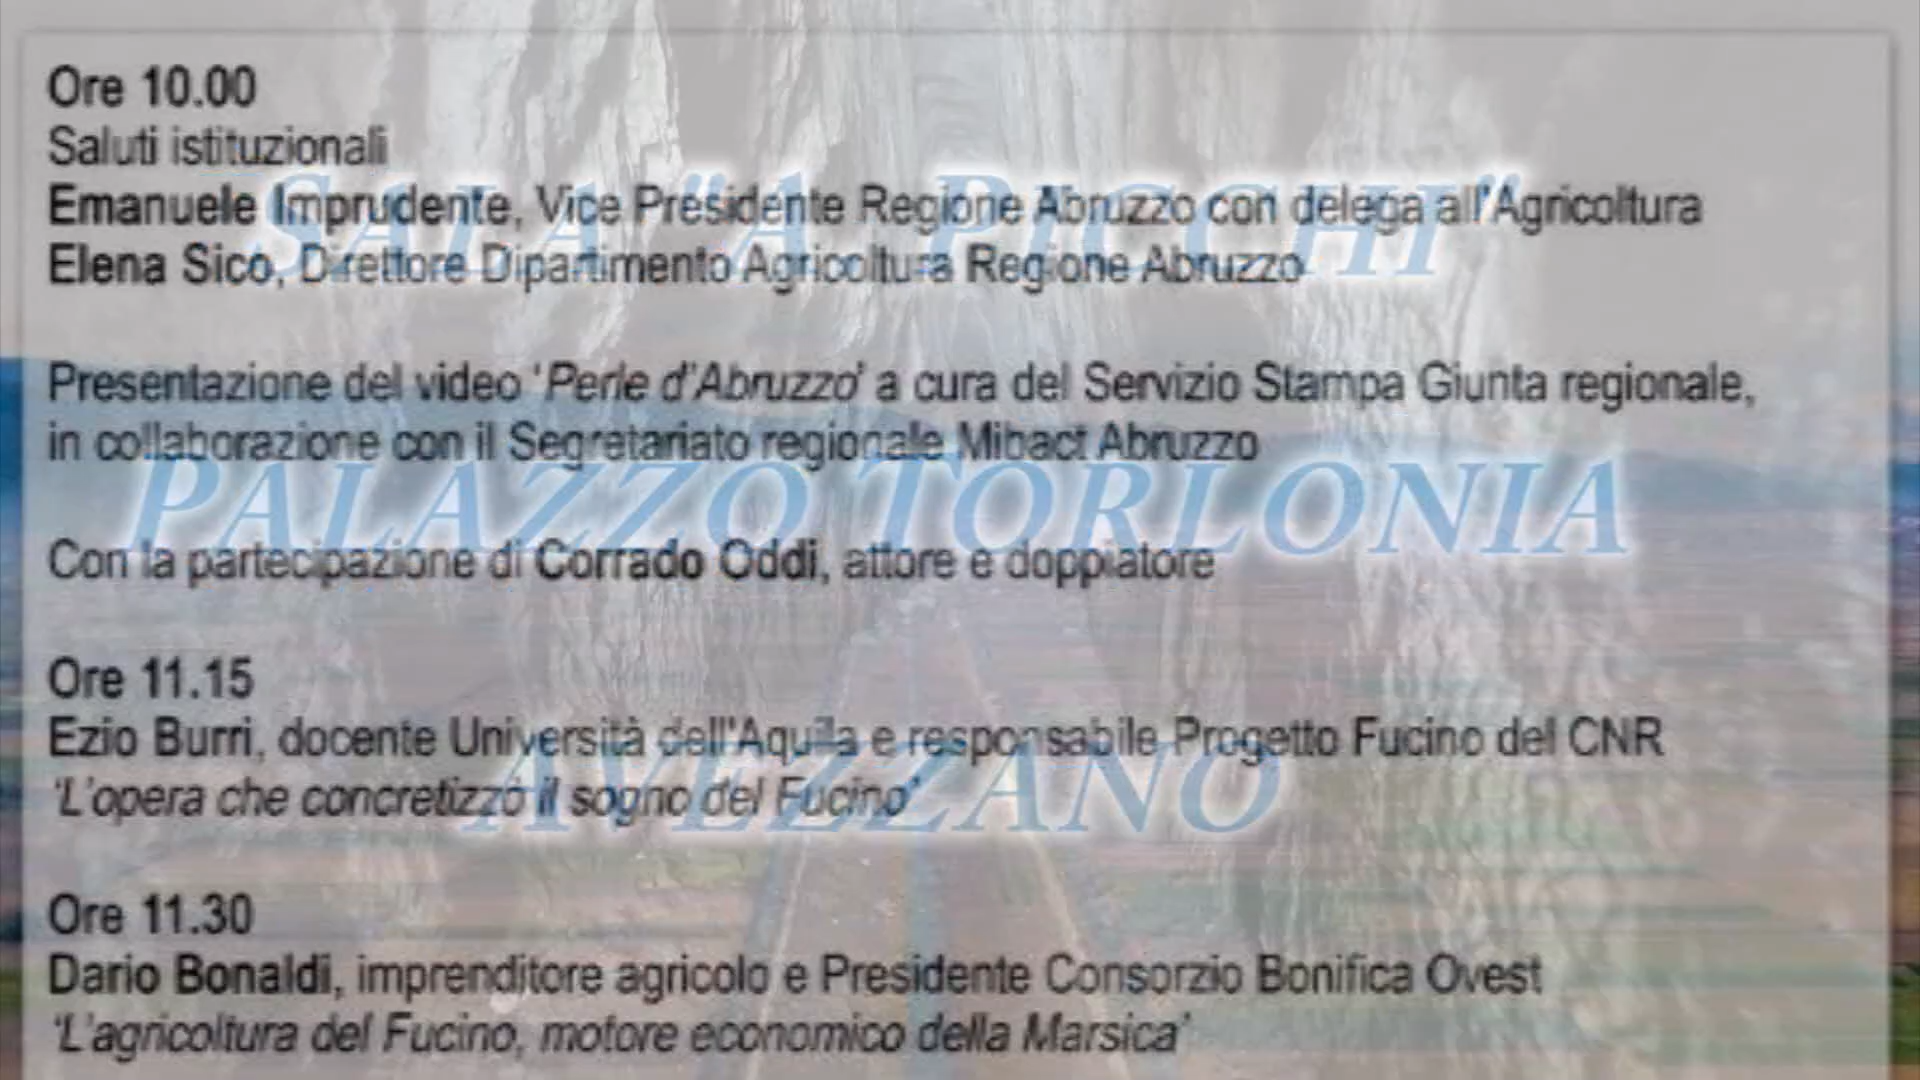 Ore 10.00
Saluti istituzionali
Emanuele Imprudente, Vice Presidente Regione Abruzzo con delega all'Agricoltura
Elena Sico, Direttore Dipartimento Agricoltura Regione Abruzzo
SALA "A. PICCHI"
Presentazione del video 'Perle d'Abruzzo' a cura del Servizio Stampa Giunta regionale,
in collaborazione con il Segretariato regionale Mibact Abruzzo
PALAZZO TORLONIA
Con la partecipazione di Corrado Oddi, attore e doppiatore
Ore 11.15
Ezio Burri, docente Università dell'Aquila e responsabile Progetto Fucino del CNR
'L'opera che concretizzò il sogno del Fucino'
AVEZZANO
Ore 11.30
Dario Bonaldi, imprenditore agricolo e Presidente Consorzio Bonifica Ovest
'L'agricoltura del Fucino, motore economico della Marsica'